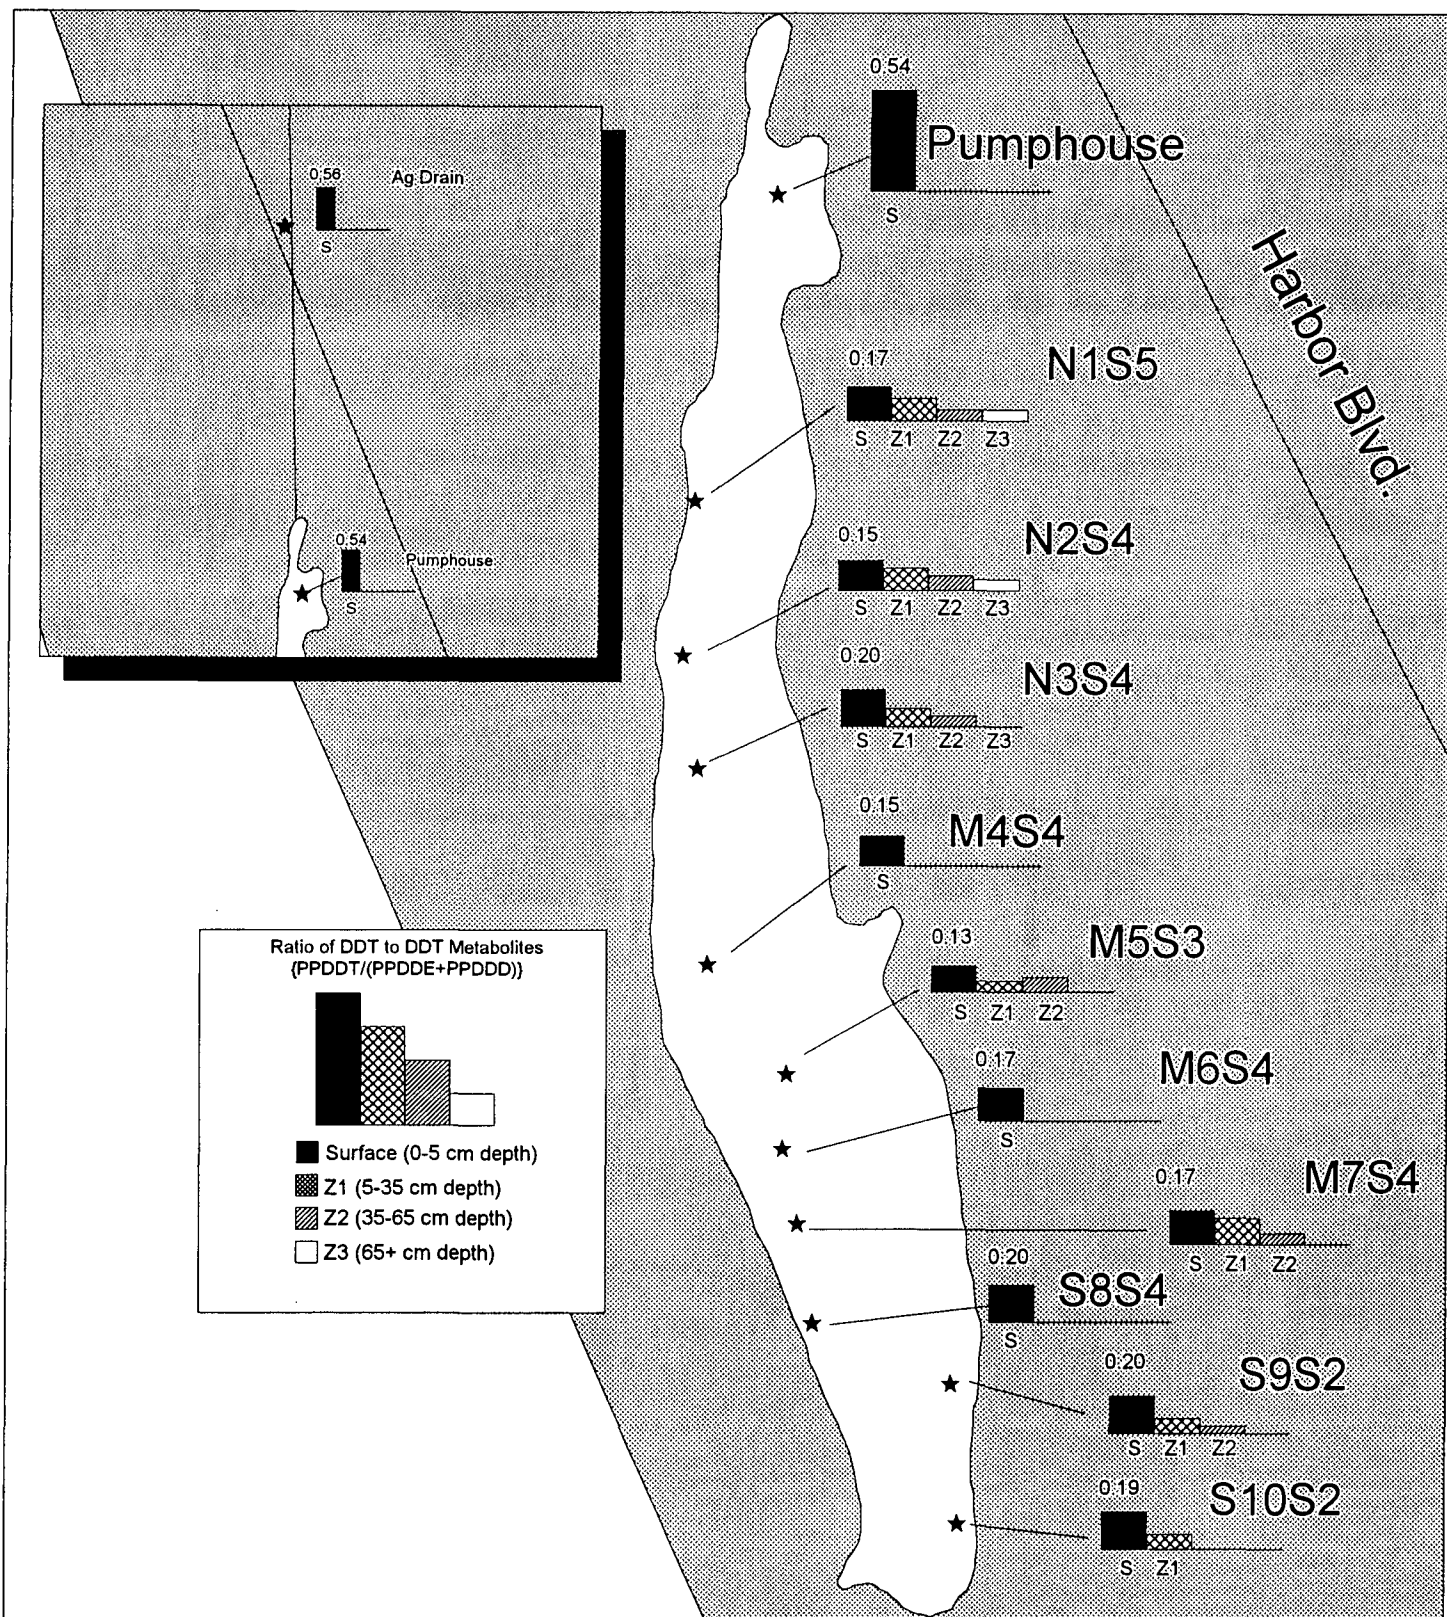 0.54
Pumphouse
S
0.56
Ag Drain
S
0.54
Pumphouse
S
Harbor Blvd.
0.17
N1S5
S Z1 Z2 Z3
0.15
N2S4
S Z1 Z2 Z3
0.20
N3S4
S Z1 Z2 Z3
0.15
M4S4
S
0.13
M5S3
S Z1 Z2
Ratio of DDT to DDT Metabolites
{PPDDT/(PPDDE+PPDDD)}
Surface (0-5 cm depth)
Z1 (5-35 cm depth)
Z2 (35-65 cm depth)
Z3 (65+ cm depth)
0.17
M6S4
S
0.17
M7S4
S Z1 Z2
0.20
S8S4
S
0.20
S9S2
S Z1 Z2
0.19
S10S2
S Z1